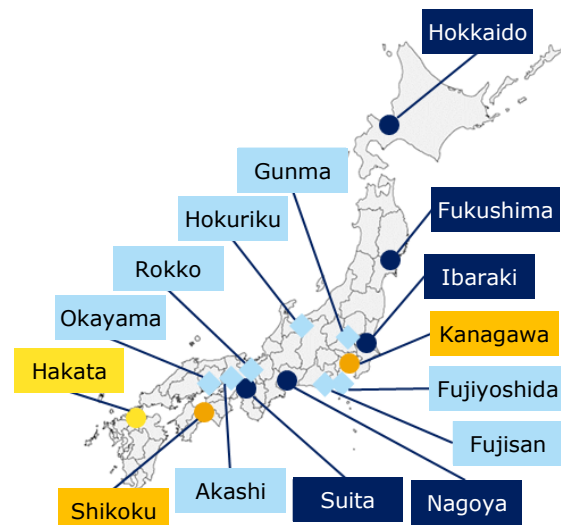 Hokkaido
Gunma
Hokuriku
Fukushima
Rokko
Ibaraki
Okayama
Kanagawa
Hakata
Fujiyoshida
Fujisan
Akashi
Shikoku
Suita
Nagoya